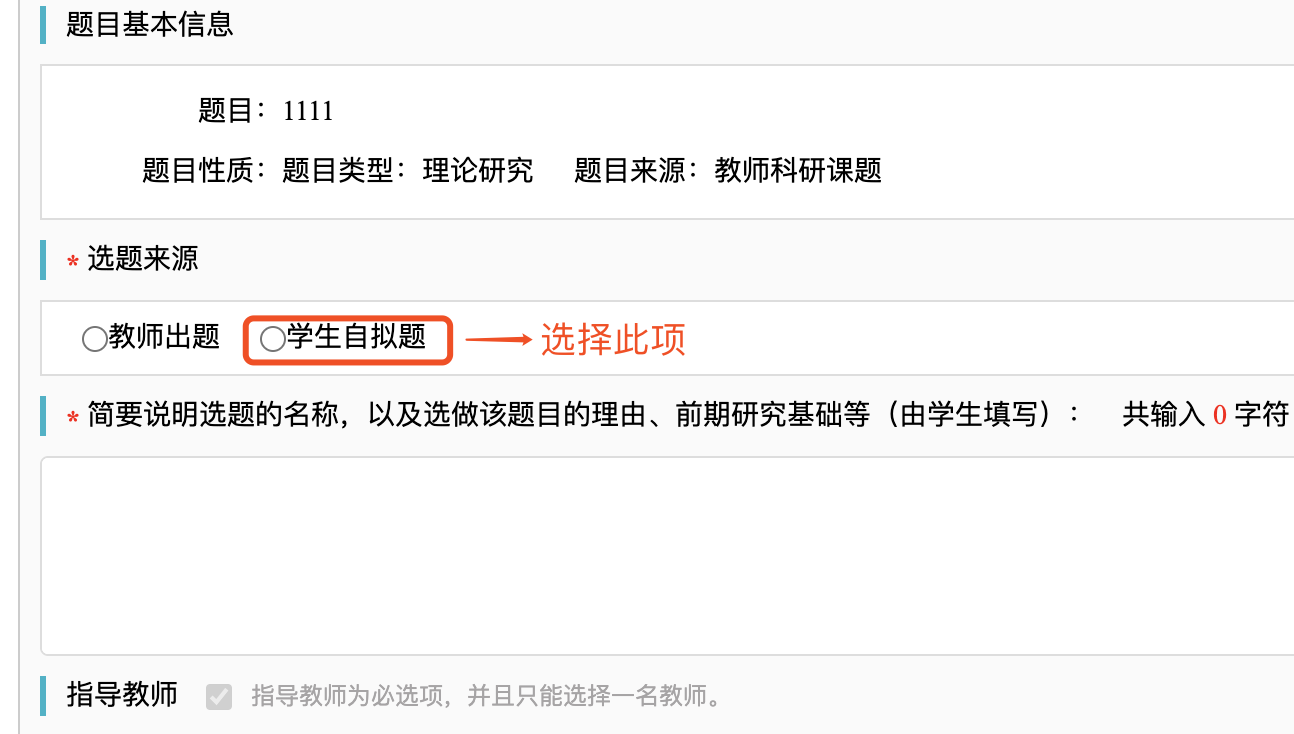 题目基本信息
题目：1111
题目性质：题目类型：理论研究 题目来源：教师科研课题
* 选题来源
教师出题 学生自拟题 选择此项
* 简要说明选题的名称，以及选做该题目的理由、前期研究基础等（由学生填写）： 共输入 0 字符
指导教师 指导教师为必选项，并且只能选择一名教师。